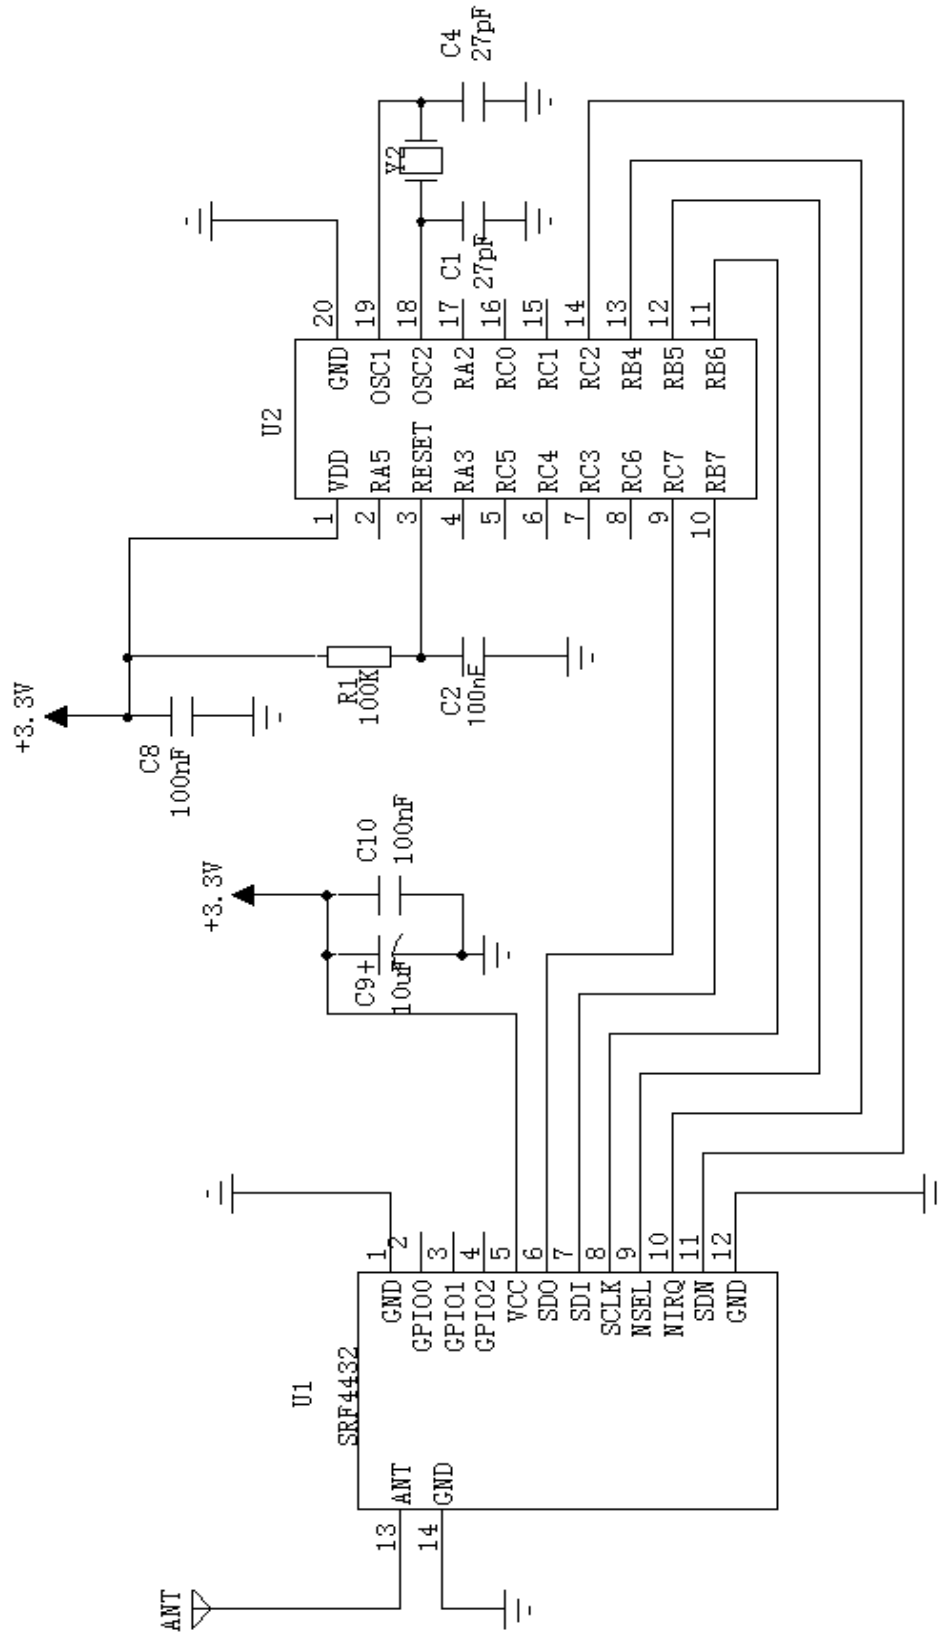 ANT
13
14
ANT
GND
U1
SRF4432
GND
GPIO0
GPIO1
GPIO2
VCC
SDO
SDI
SCLK
NSEL
NIRQ
SDN
GND
1
2
3
4
5
6
7
8
9
10
11
12
+3.3V
C9+
10uF
C10
100nF
+3.3V
C8
100nF
R1
100K
C2
100nF
1
2
3
4
5
6
7
8
9
10
U2
VDD
RA5
RESET
RA3
RC5
RC4
RC3
RC6
RC7
RB7
GND
OSC1
OSC2
RA2
RC0
RC1
RC2
RB4
RB5
RB6
20
19
18
17
16
15
14
13
12
11
C1
27pF
Y2
C4
27pF